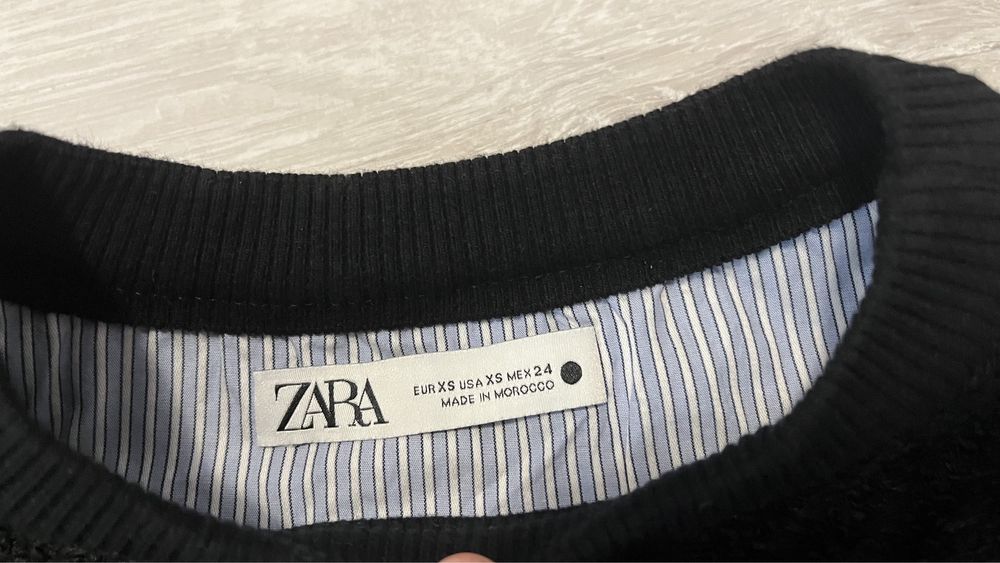 ZARA
EUR XS USA XS MEX 24
MADE IN MOROCCO